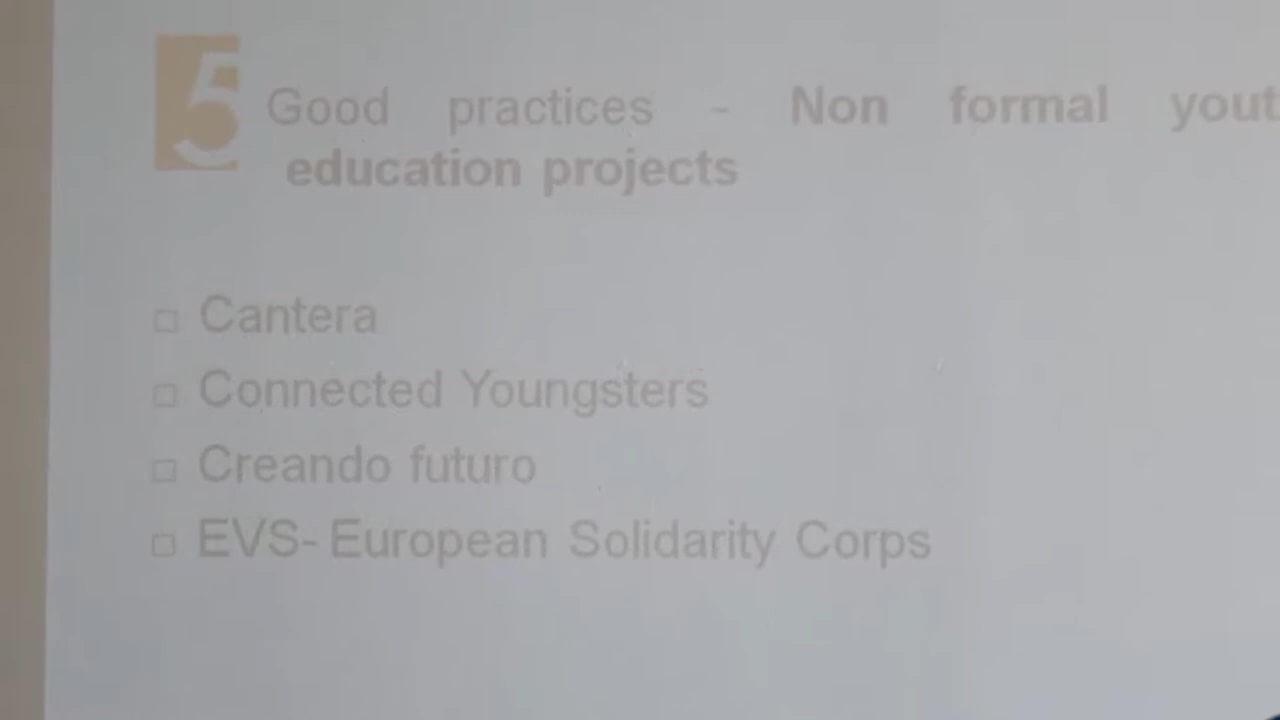 5
Good practices - Non formal yout
education projects
Cantera
Connected Youngsters
Creando futuro
EVS- European Solidarity Corps